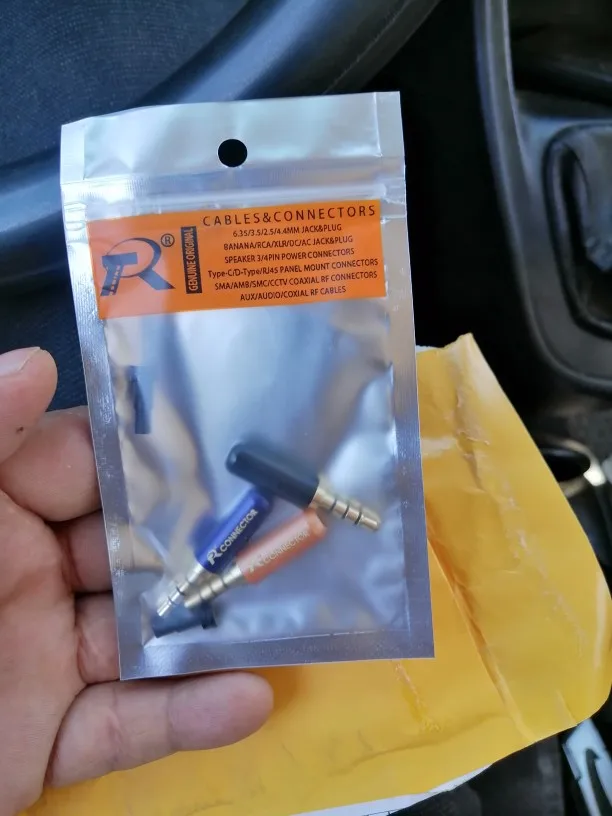 CABLES&CONNECTORS
6.35/3.5/2.5/4.4MM JACK&PLUG
BANANA/RCA/XLR/DC/AC JACK&PLUG
SPEAKER 3/4PIN POWER CONNECTORS
Type-C/D-Type/RJ45 PANEL MOUNT CONNECTORS
SMA/AMB/SMC/CCTV COAXIAL RF CONNECTORS
AUX/AUDIO/COXIAL RF CABLES
R®
GENUINE ORIGINAL
R CONNECTOR
R CONNECTOR